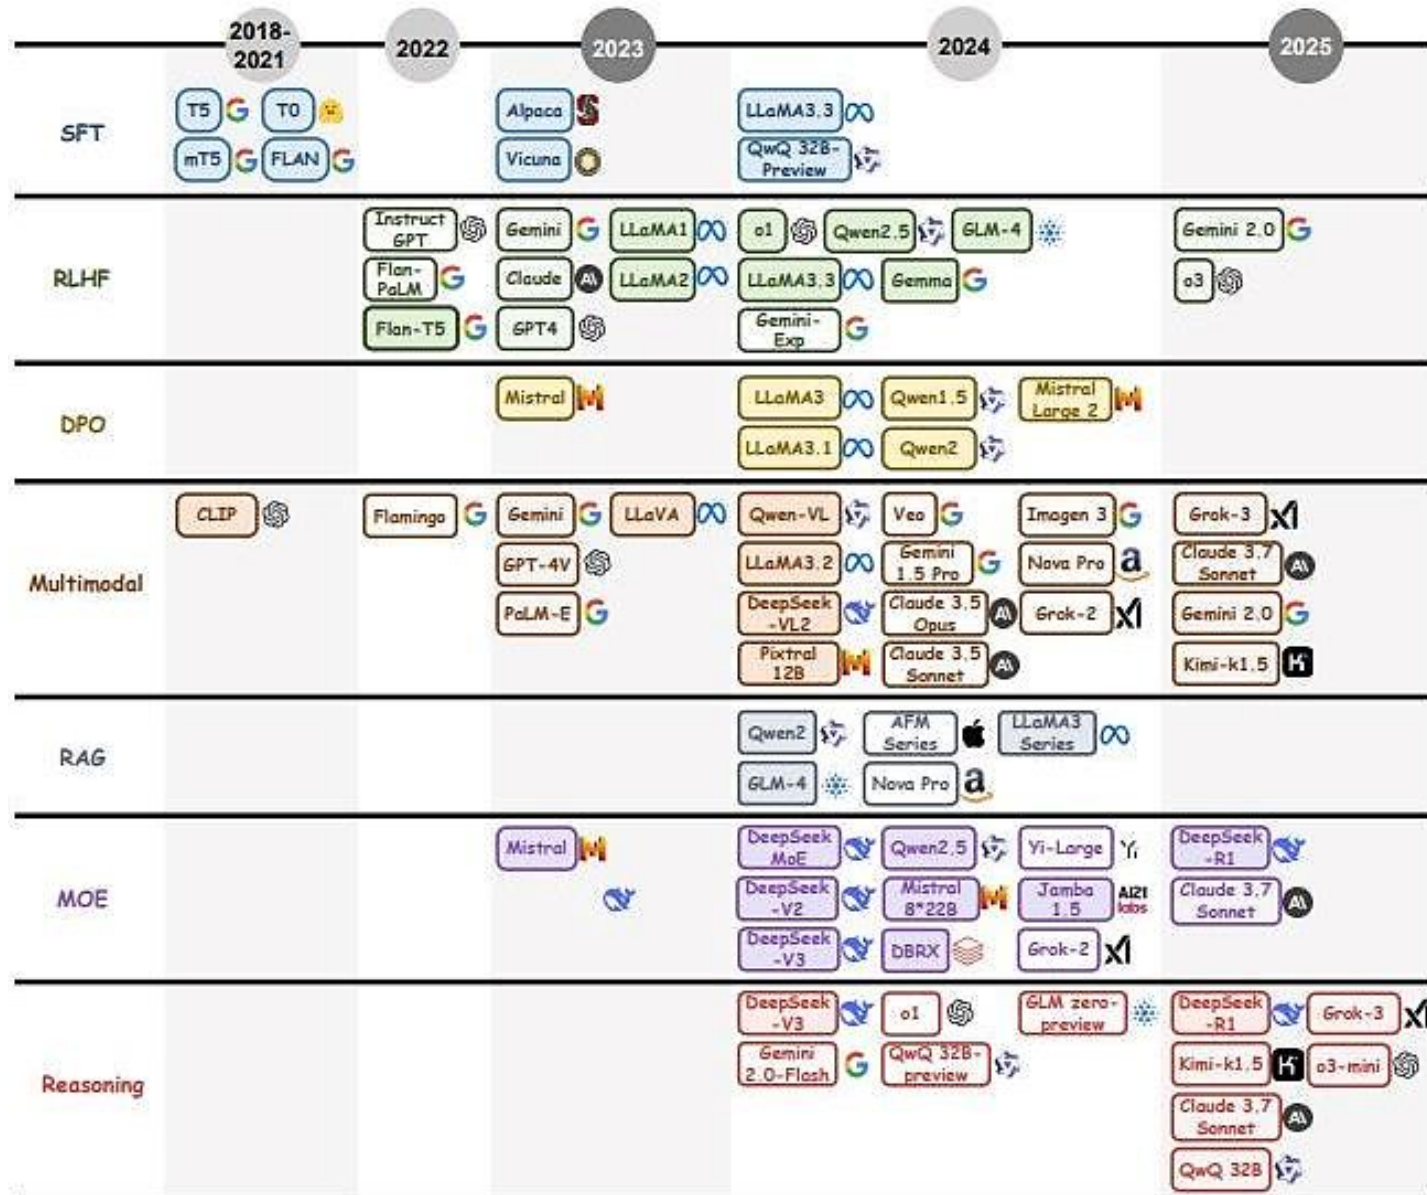 2018-
2021
2022
2023
2024
2025
SFT
T5
T0
Alpaca
LLaMA3.3
mT5
FLAN
Vicuna
QwQ 32B-
Preview
RLHF
Instruct
GPT
Gemini
LLaMA1
o1
Qwen2.5
GLM-4
Gemini 2.0
Flan-
PaLM
Claude
LLaMA2
LLaMA3.3
Gemma
o3
Flan-T5
GPT4
Gemini-
Exp
DPO
Mistral
LLaMA3
Qwen1.5
Mistral
Large 2
LLaMA3.1
Qwen2
Multimodal
CLIP
Flamingo
Gemini
LLaVA
Qwen-VL
Veo
Imagen 3
Grok-3
GPT-4V
LLaMA3.2
Gemini
1.5 Pro
Nova Pro
Claude 3.7
Sonnet
PaLM-E
DeepSeek
-VL2
Claude 3.5
Opus
Grok-2
Gemini 2.0
Pixtral
12B
Claude 3.5
Sonnet
Kimi-k1.5
RAG
Qwen2
AFM
Series
LLaMA3
Series
GLM-4
Nova Pro
MOE
Mistral
DeepSeek
MoE
Qwen2.5
Yi-Large
DeepSeek
-R1
DeepSeek
-V2
Mistral
8*22B
Jamba
1.5
AI21
labs
Claude 3.7
Sonnet
DeepSeek
-V3
DBRX
Grok-2
Reasoning
DeepSeek
-V3
o1
GLM zero-
preview
DeepSeek
-R1
Grok-3
Gemini
2.0-Flash
QwQ 32B-
preview
Kimi-k1.5
o3-mini
Claude 3.7
Sonnet
QwQ 32B